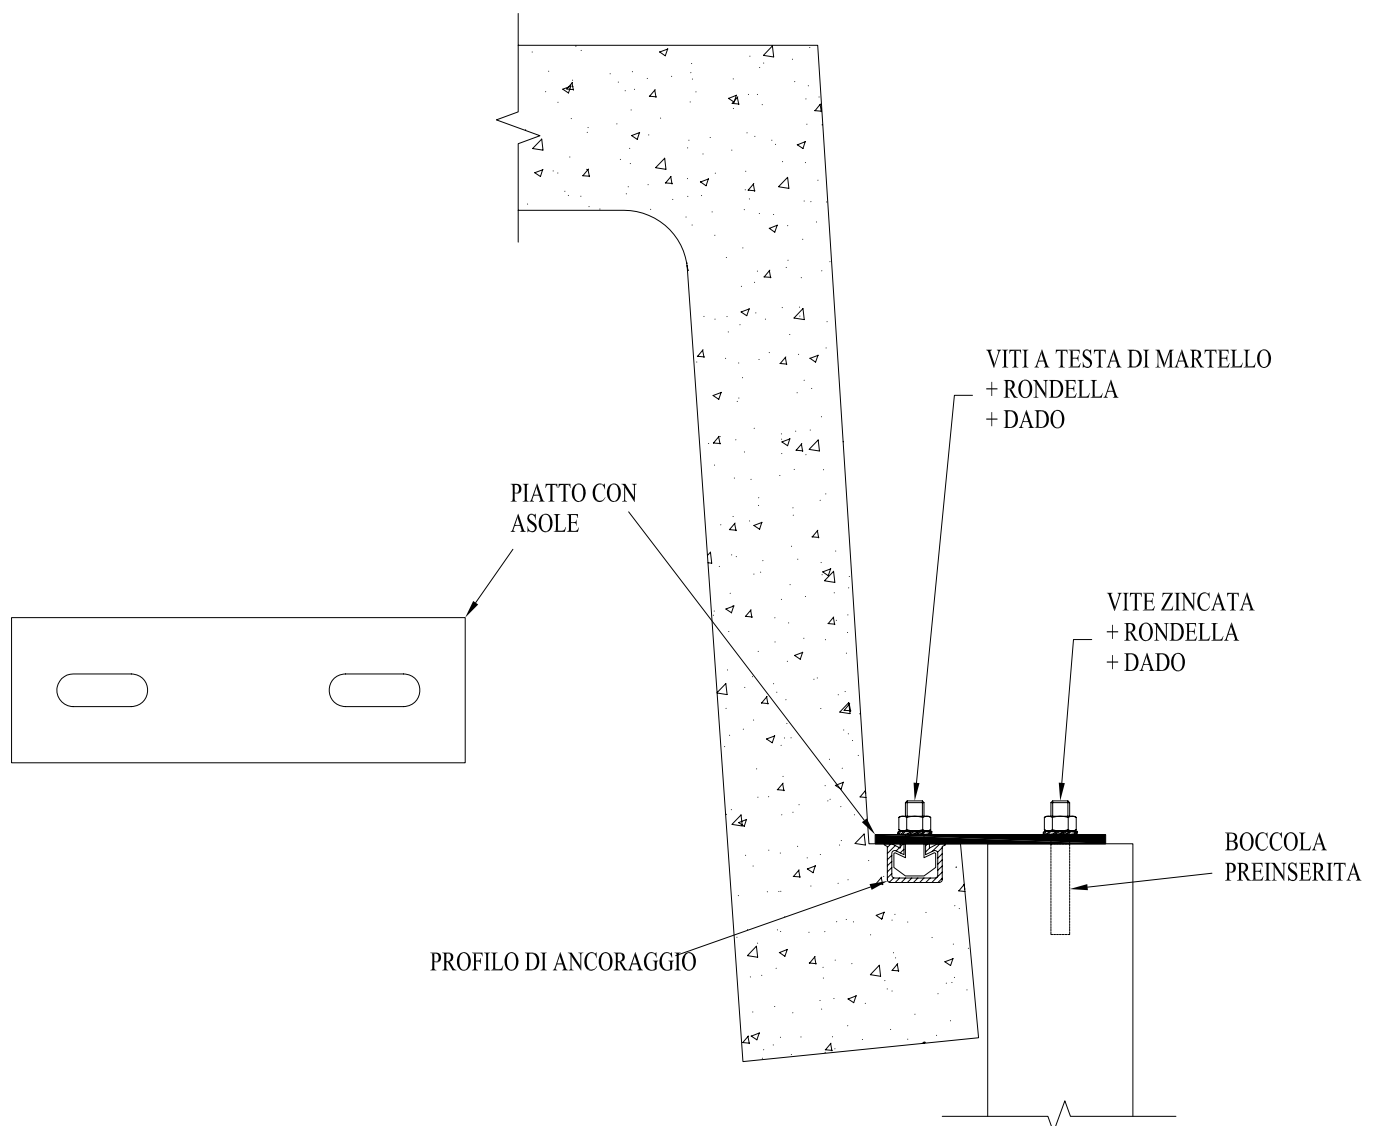 VITI A TESTA DI MARTELLO
+ RONDELLA
+ DADO
PIATTO CON
ASOLE
VITE ZINCATA
+ RONDELLA
+ DADO
BOCCOLA
PREINSERITA
PROFILO DI ANCORAGGIO